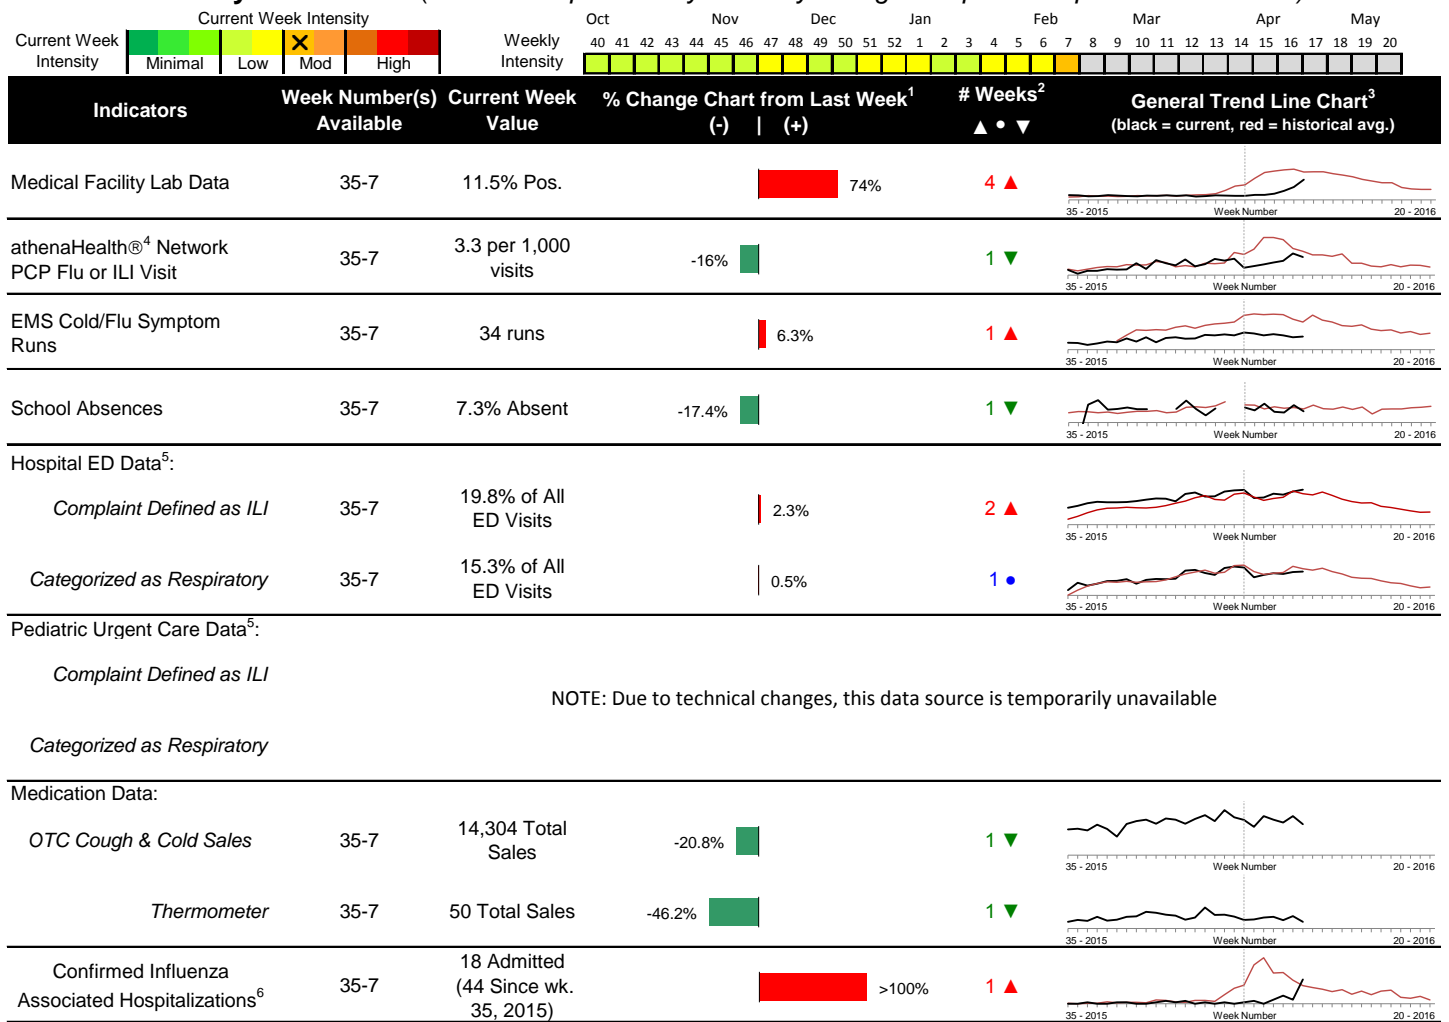 Current Week Intensity
Oct Nov Dec Jan Feb Mar Apr May
Current Week Intensity
Minimal Low Mod High
Weekly Intensity
40 41 42 43 44 45 46 47 48 49 50 51 52 1 2 3 4 5 6 7 8 9 10 11 12 13 14 15 16 17 18 19 20
Indicators
Week Number(s) Available
Current Week Value
% Change Chart from Last Week1
(-) | (+)
# Weeks2
▲ • ▼
General Trend Line Chart3
(black = current, red = historical avg.)
Medical Facility Lab Data 35-7 11.5% Pos. 74% 4 ▲
35 - 2015 Week Number 20 - 2016
athenaHealth®4 Network
PCP Flu or ILI Visit
35-7
3.3 per 1,000
visits
-16% 1 ▼
35 - 2015 Week Number 20 - 2016
EMS Cold/Flu Symptom
Runs
35-7 34 runs 6.3% 1 ▲
35 - 2015 Week Number 20 - 2016
School Absences 35-7 7.3% Absent -17.4% 1 ▼
35 - 2015 Week Number 20 - 2016
Hospital ED Data5:
Complaint Defined as ILI 35-7
19.8% of All
ED Visits
2.3% 2 ▲
35 - 2015 Week Number 20 - 2016
Categorized as Respiratory 35-7
15.3% of All
ED Visits
0.5% 1 •
35 - 2015 Week Number 20 - 2016
Pediatric Urgent Care Data5:
Complaint Defined as ILI
NOTE: Due to technical changes, this data source is temporarily unavailable
Categorized as Respiratory
Medication Data:
OTC Cough & Cold Sales 35-7
14,304 Total
Sales
-20.8% 1 ▼
35 - 2015 Week Number 20 - 2016
Thermometer 35-7 50 Total Sales -46.2% 1 ▼
35 - 2015 Week Number 20 - 2016
Confirmed Influenza
Associated Hospitalizations6
35-7
18 Admitted
(44 Since wk.
35, 2015)
>100% 1 ▲
35 - 2015 Week Number 20 - 2016